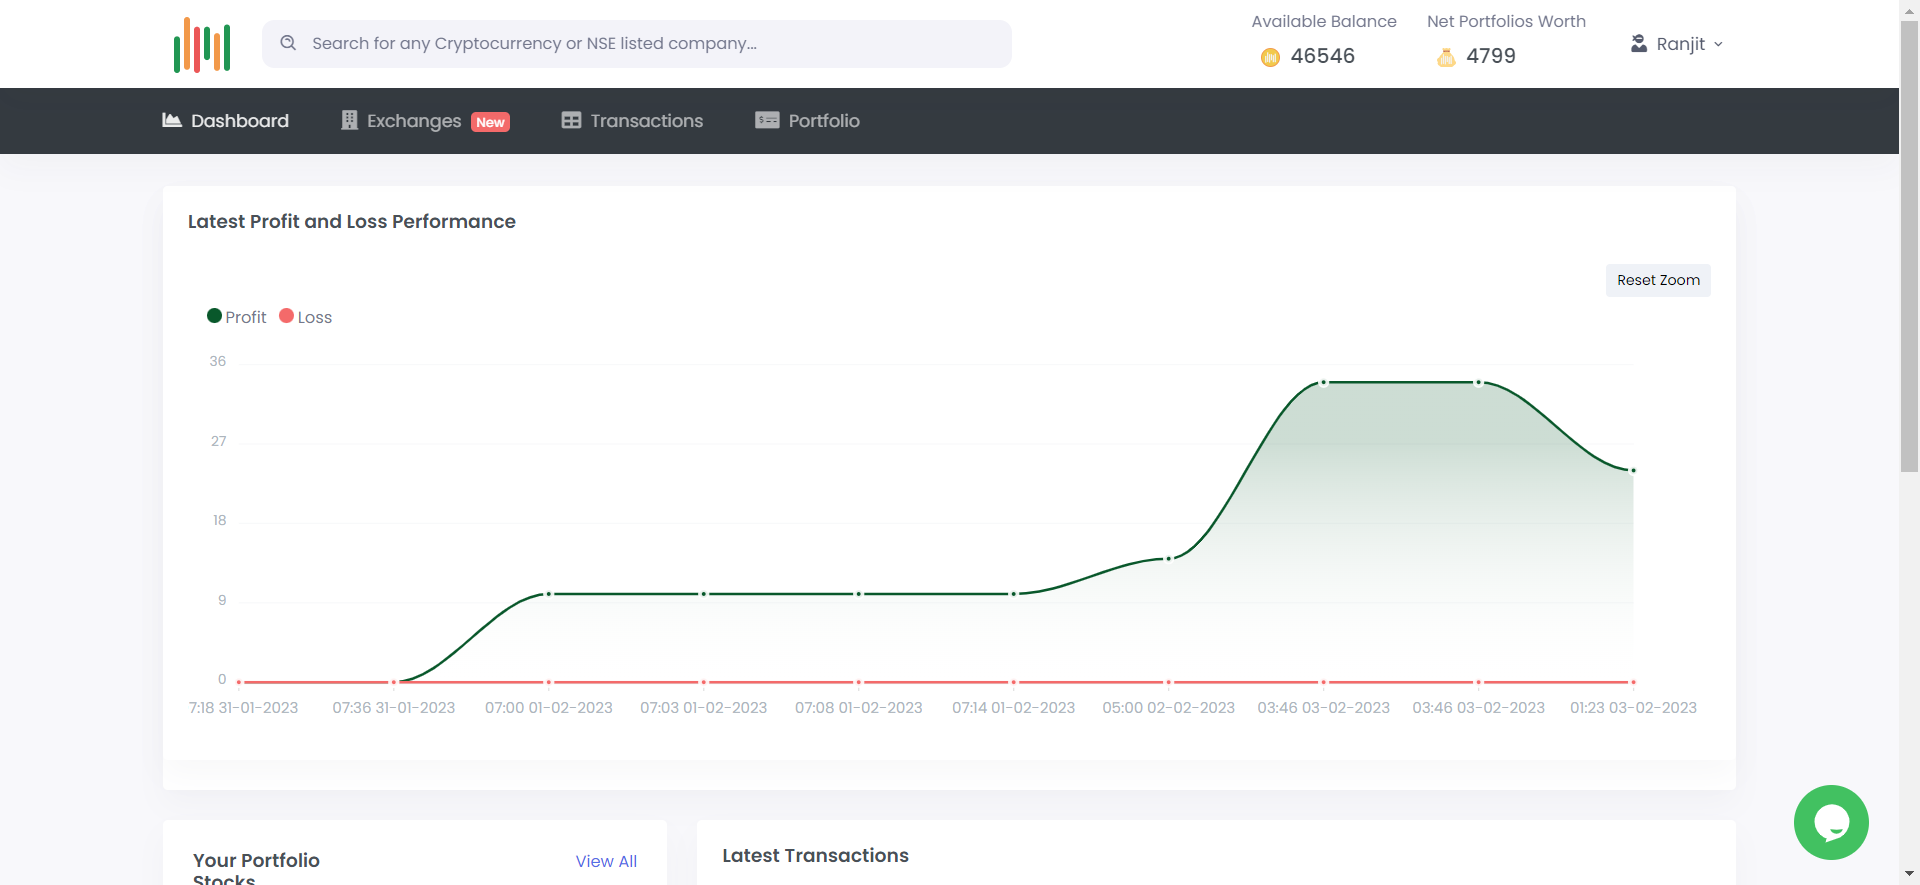 Search for any Cryptocurrency or NSE listed company...
Available Balance
46546
Net Portfolios Worth
4799
Ranjit
Dashboard
Exchanges New
Transactions
Portfolio
Latest Profit and Loss Performance
Reset Zoom
Profit Loss
36
27
18
9
0
7:18 31-01-2023 07:36 31-01-2023 07:00 01-02-2023 07:03 01-02-2023 07:08 01-02-2023 07:14 01-02-2023 05:00 02-02-2023 03:46 03-02-2023 03:46 03-02-2023 01:23 03-02-2023
Your Portfolio
Stocks
View All
Latest Transactions